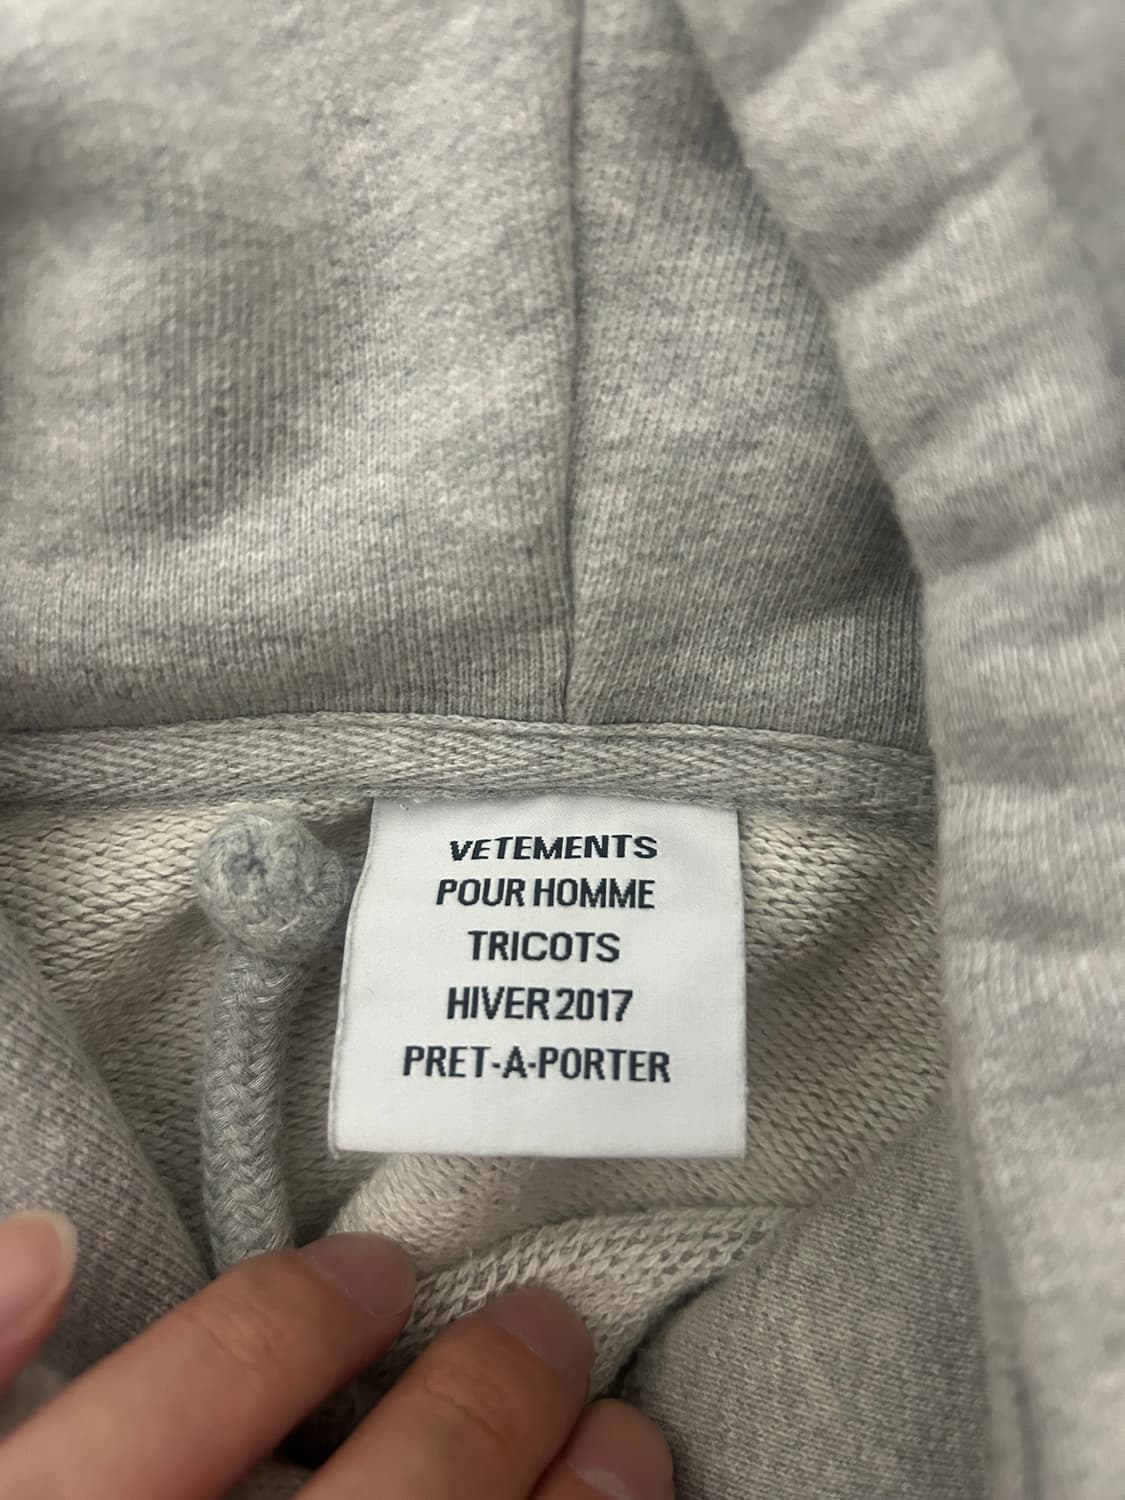 VETEMENTS
POUR HOMME
TRICOTS
HIVER 2017
PRET-A-PORTER